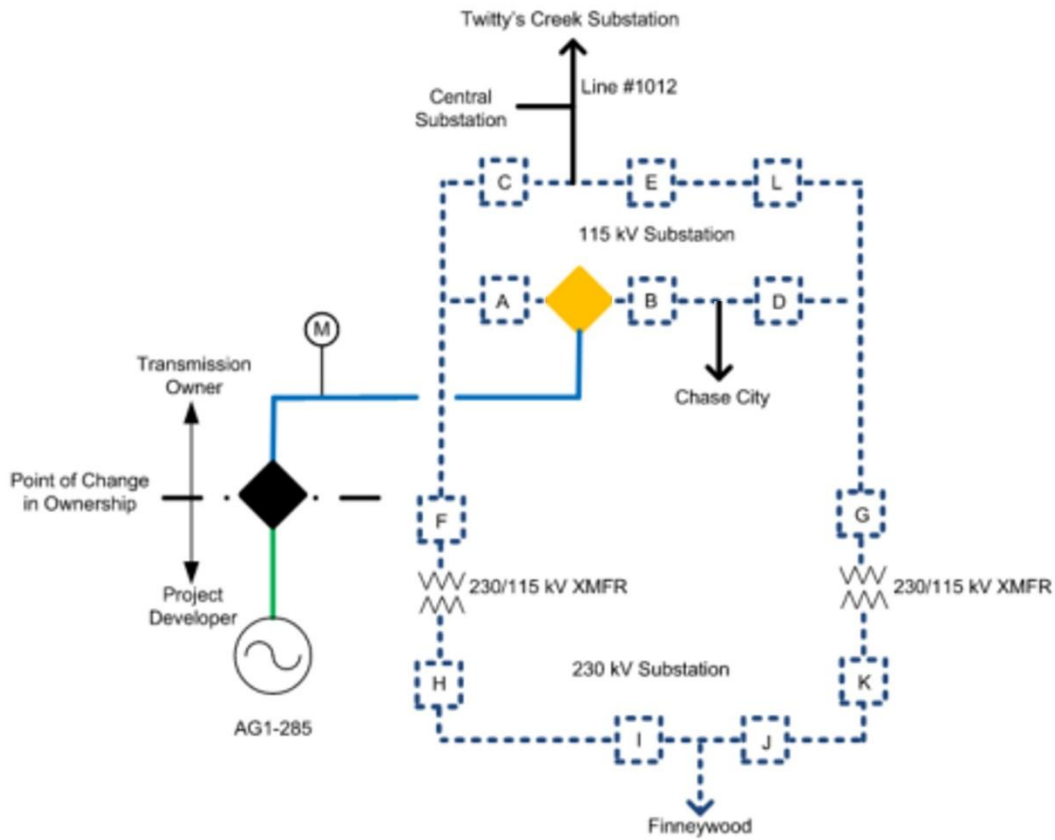 Twitty's Creek Substation
Line #1012
Central
Substation
C
E
L
115 kV Substation
A
B
D
M
Transmission
Owner
Chase City
Point of Change
in Ownership
F
G
230/115 kV XMFR
230/115 kV XMFR
Project
Developer
H
230 kV Substation
K
AG1-285
I
J
Finneywood